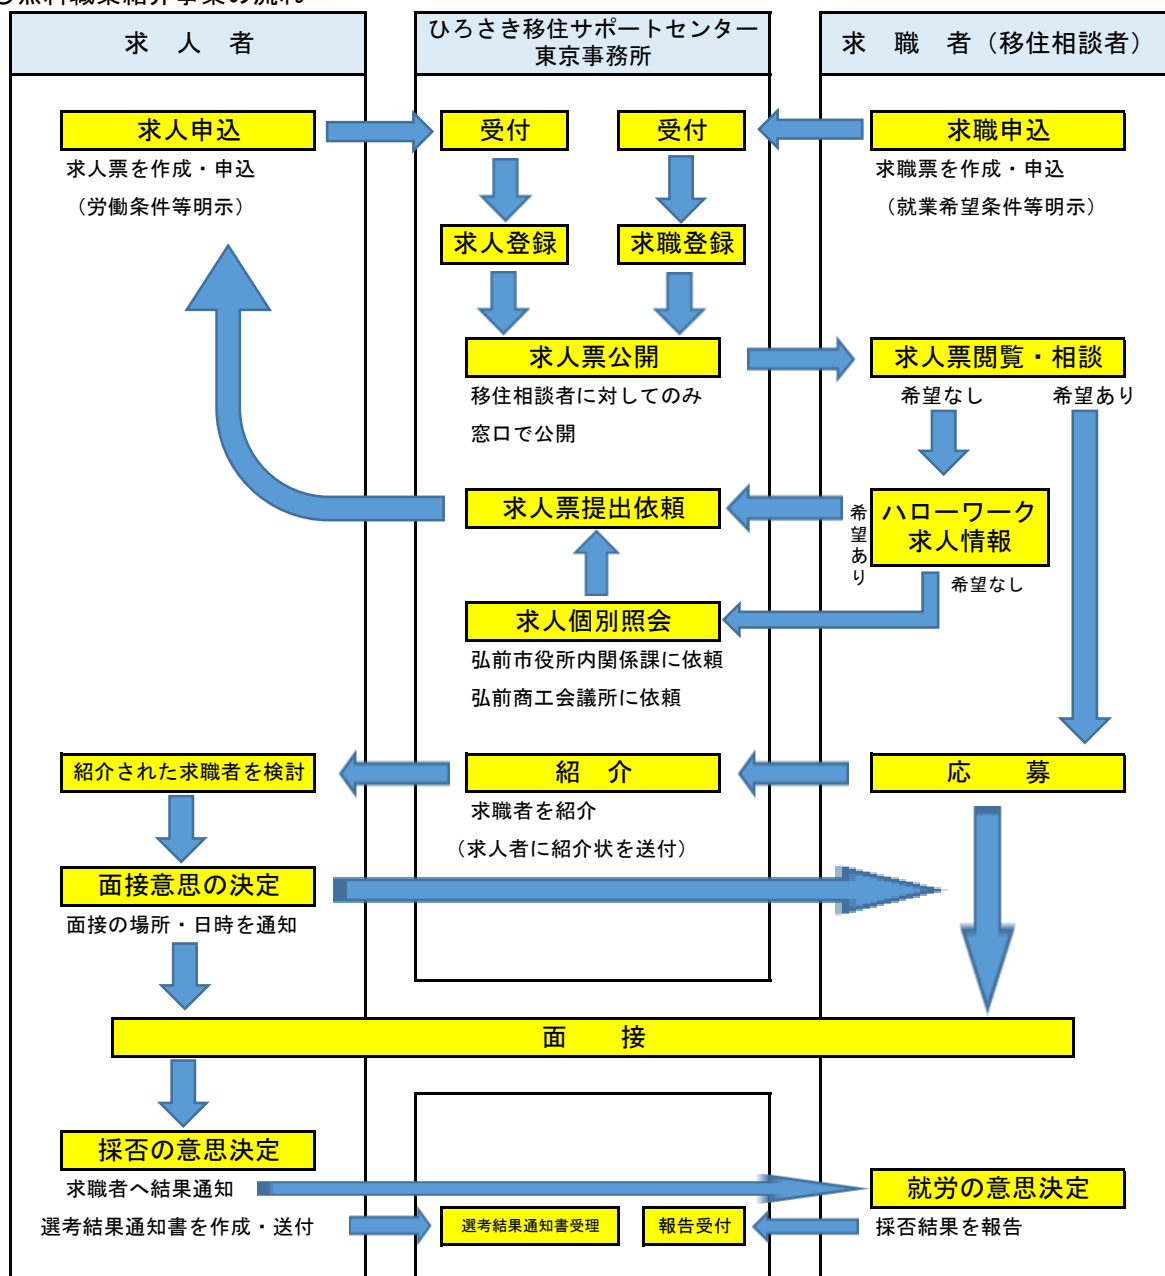 無料職業紹介事業の流れ
求　人　者
ひろさき移住サポートセンター
東京事務所
求　職　者（移住相談者）
求人申込
受付
受付
求職申込
求人票を作成・申込
（労働条件等明示）
求職票を作成・申込
（就業希望条件等明示）
求人登録
求職登録
求人票公開
移住相談者に対してのみ
窓口で公開
求人票閲覧・相談
希望なし
希望あり
求人票提出依頼
希望あり
ハローワーク
求人情報
希望なし
求人個別照会
弘前市役所内関係課に依頼
弘前商工会議所に依頼
紹介された求職者を検討
紹　介
応　　募
求職者を紹介
（求人者に紹介状を送付）
面接意思の決定
面接の場所・日時を通知
面　　接
採否の意思決定
求職者へ結果通知
就労の意思決定
選考結果通知書を作成・送付
選考結果通知書受理
報告受付
採否結果を報告